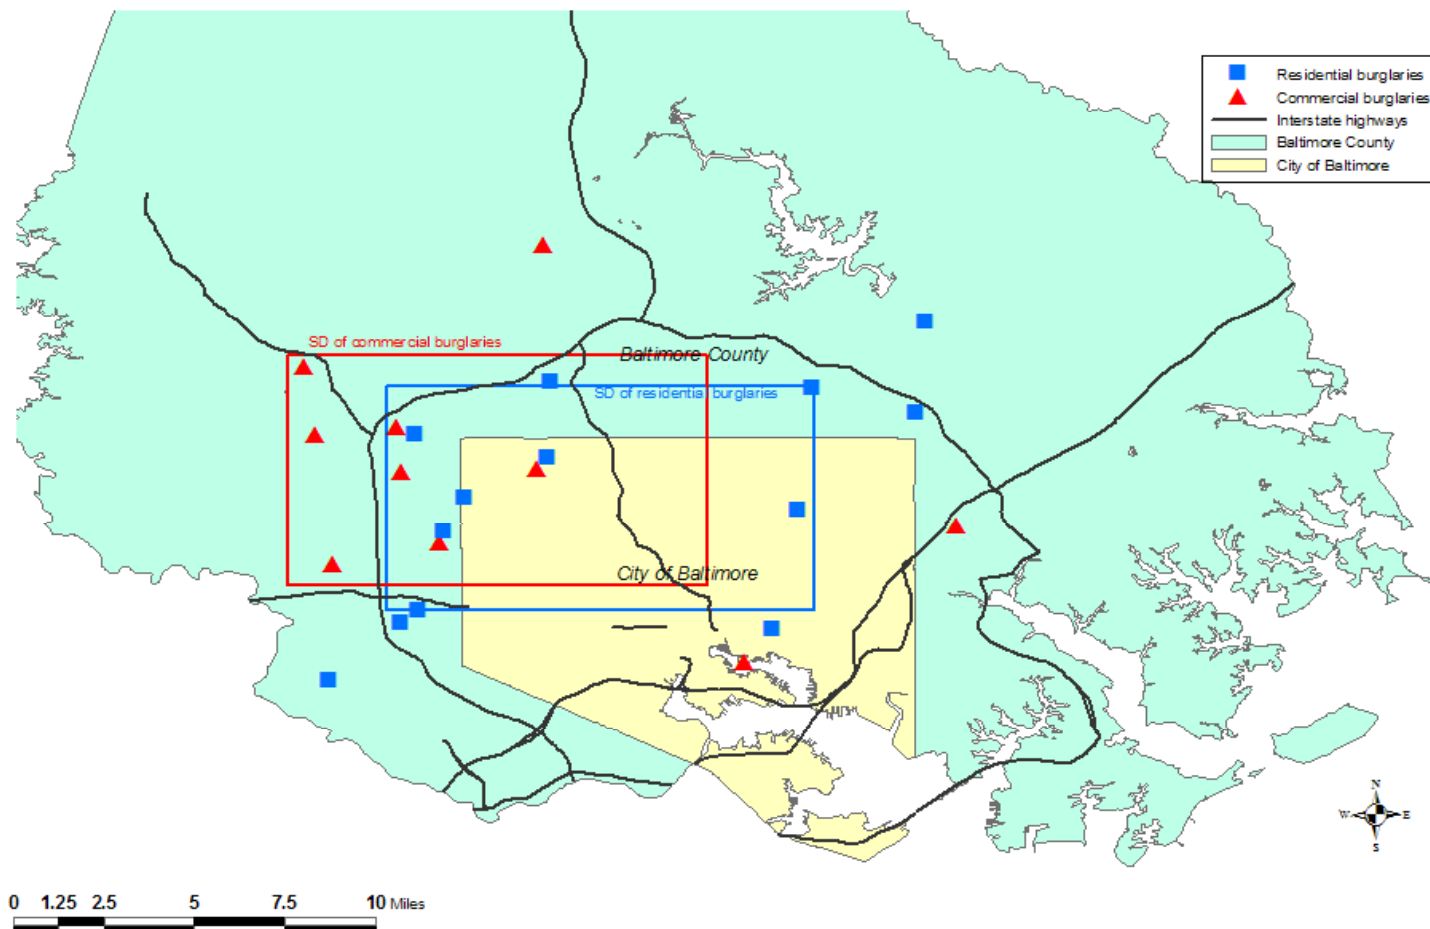 Residential burglaries
Commercial burglaries
Interstate highways
Baltimore County
City of Baltimore
SD of commercial burglaries
Baltimore County
SD of residential burglaries
City of Baltimore
N
W E
S
0 1.25 2.5 5 7.5 10 Miles